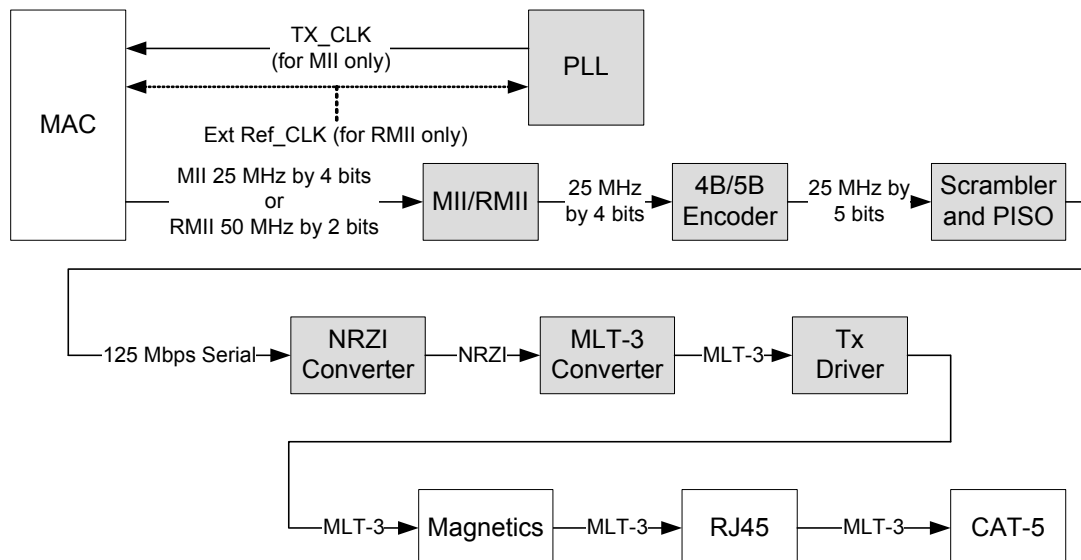 TX_CLK
(for MII only)
PLL
MAC
Ext Ref_CLK (for RMII only)
MII 25 MHz by 4 bits
or
RMII 50 MHz by 2 bits
MII/RMII
25 MHz
by 4 bits
4B/5B
Encoder
25 MHz by
5 bits
Scrambler
and PISO
125 Mbps Serial
NRZI
Converter
NRZI
MLT-3
Converter
MLT-3
Tx
Driver
MLT-3
Magnetics
MLT-3
RJ45
MLT-3
CAT-5